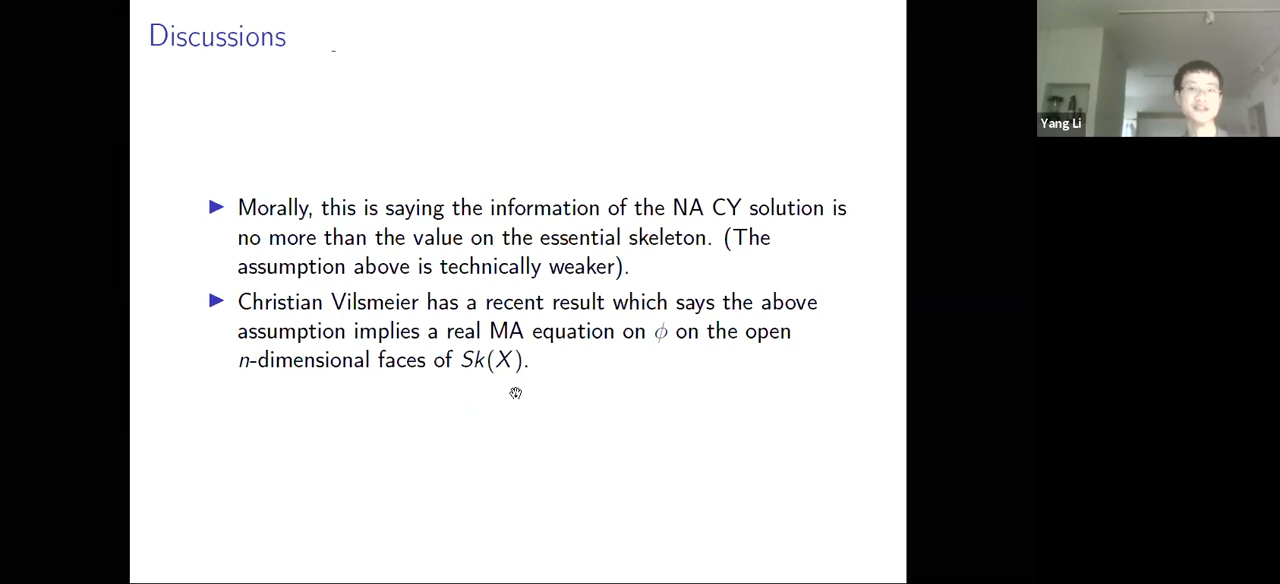 Discussions
Yang Li
▶ Morally, this is saying the information of the NA CY solution is
no more than the value on the essential skeleton. (The
assumption above is technically weaker).
▶ Christian Vilsmeier has a recent result which says the above
assumption implies a real MA equation on ϕ on the open
n-dimensional faces of Sk(X).